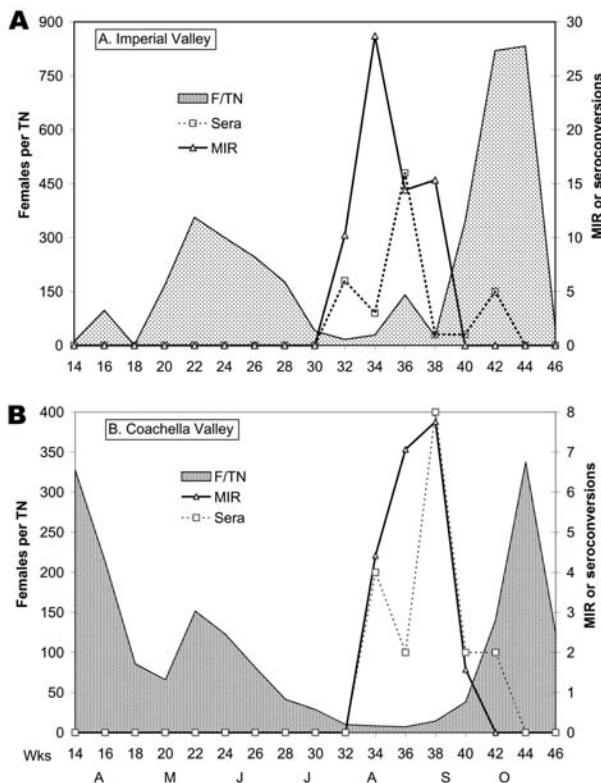 A
A. Imperial Valley
F/TN
Sera
MIR
Females per TN
900
750
600
450
300
150
0
MIR or seroconversions
30
25
20
15
10
5
0
14 16 18 20 22 24 26 28 30 32 34 36 38 40 42 44 46
B
B. Coachella Valley
F/TN
MIR
Sera
Females per TN
400
350
300
250
200
150
100
50
0
MIR or seroconversions
8
7
6
5
4
3
2
1
0
Wks 14 16 18 20 22 24 26 28 30 32 34 36 38 40 42 44 46
A M J J A S O